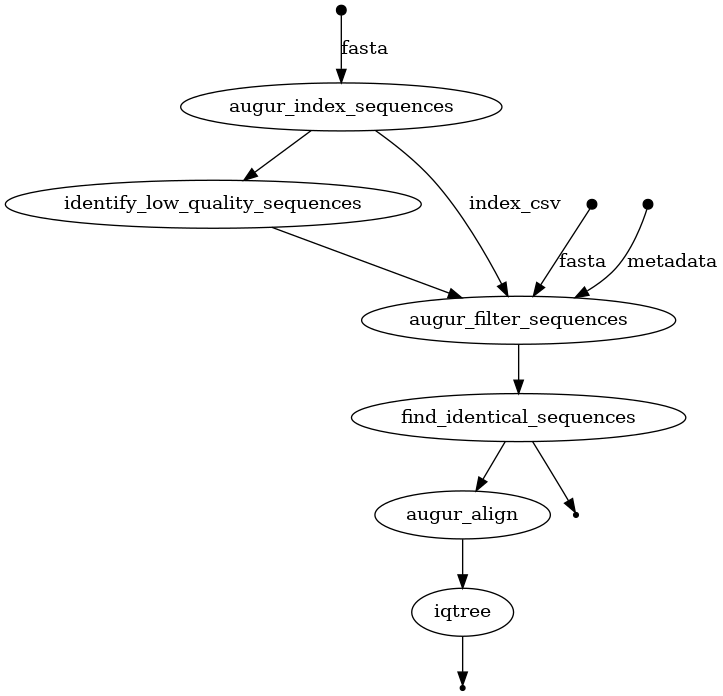 fasta
augur_index_sequences
identify_low_quality_sequences
index_csv
fasta
metadata
augur_filter_sequences
find_identical_sequences
augur_align
iqtree